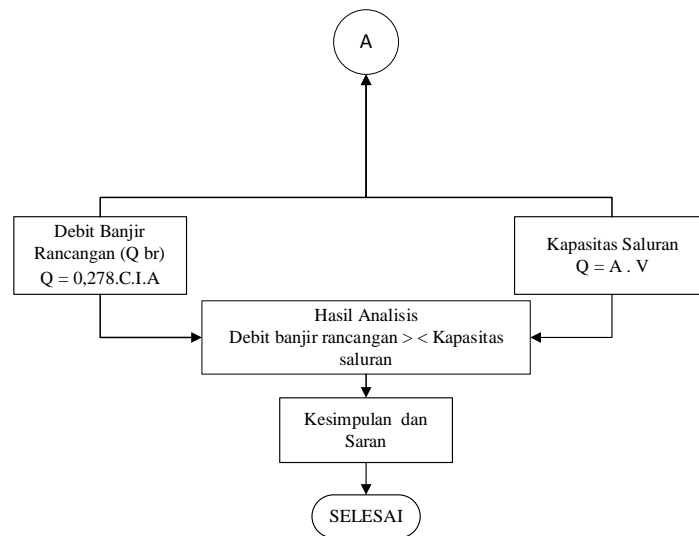 A
Debit Banjir
Rancangan (Q br)
Q = 0,278.C.I.A
Kapasitas Saluran
Q = A . V
Hasil Analisis
Debit banjir rancangan > < Kapasitas
saluran
Kesimpulan dan
Saran
SELESAI